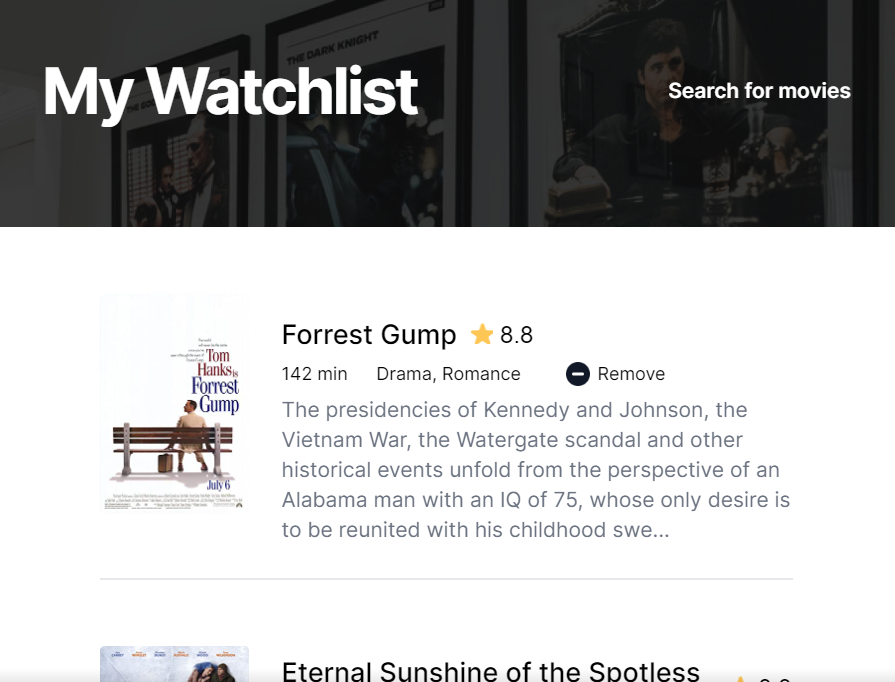 THE DARK KNIGHT
My Watchlist
Search for movies
Forrest Gump 8.8
142 min Drama, Romance Remove
The presidencies of Kennedy and Johnson, the
Vietnam War, the Watergate scandal and other
historical events unfold from the perspective of an
Alabama man with an IQ of 75, whose only desire is
to be reunited with his childhood swe...
Tom
Hanks is
Forrest
Gump
July 6
Eternal Sunshine of the Spotless